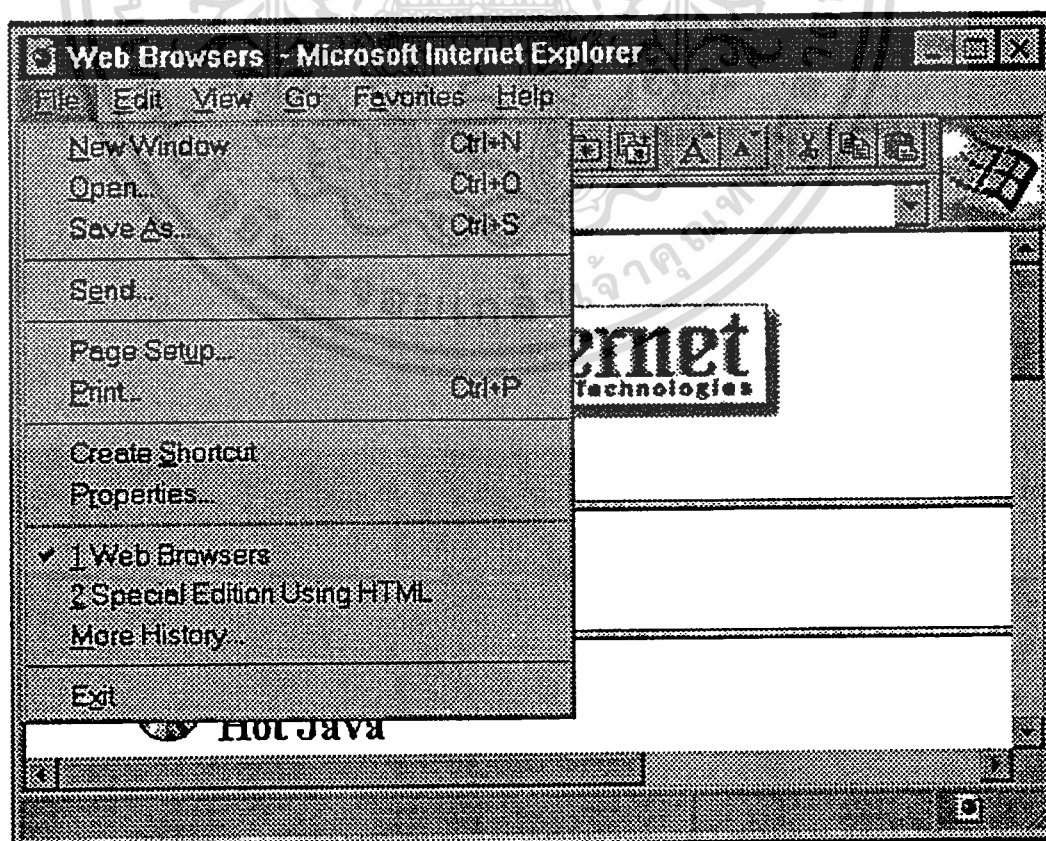 Web Browsers - Microsoft Internet Explorer
File Edit View Go Favorites Help
New Window Ctrl+N
Open... Ctrl+O
Save As... Ctrl+S
Send...
Page Setup...
Print... Ctrl+P
Create Shortcut
Properties...
1 Web Browsers
2 Special Edition Using HTML
More History...
Exit
ernet
Technologies
Hot Java